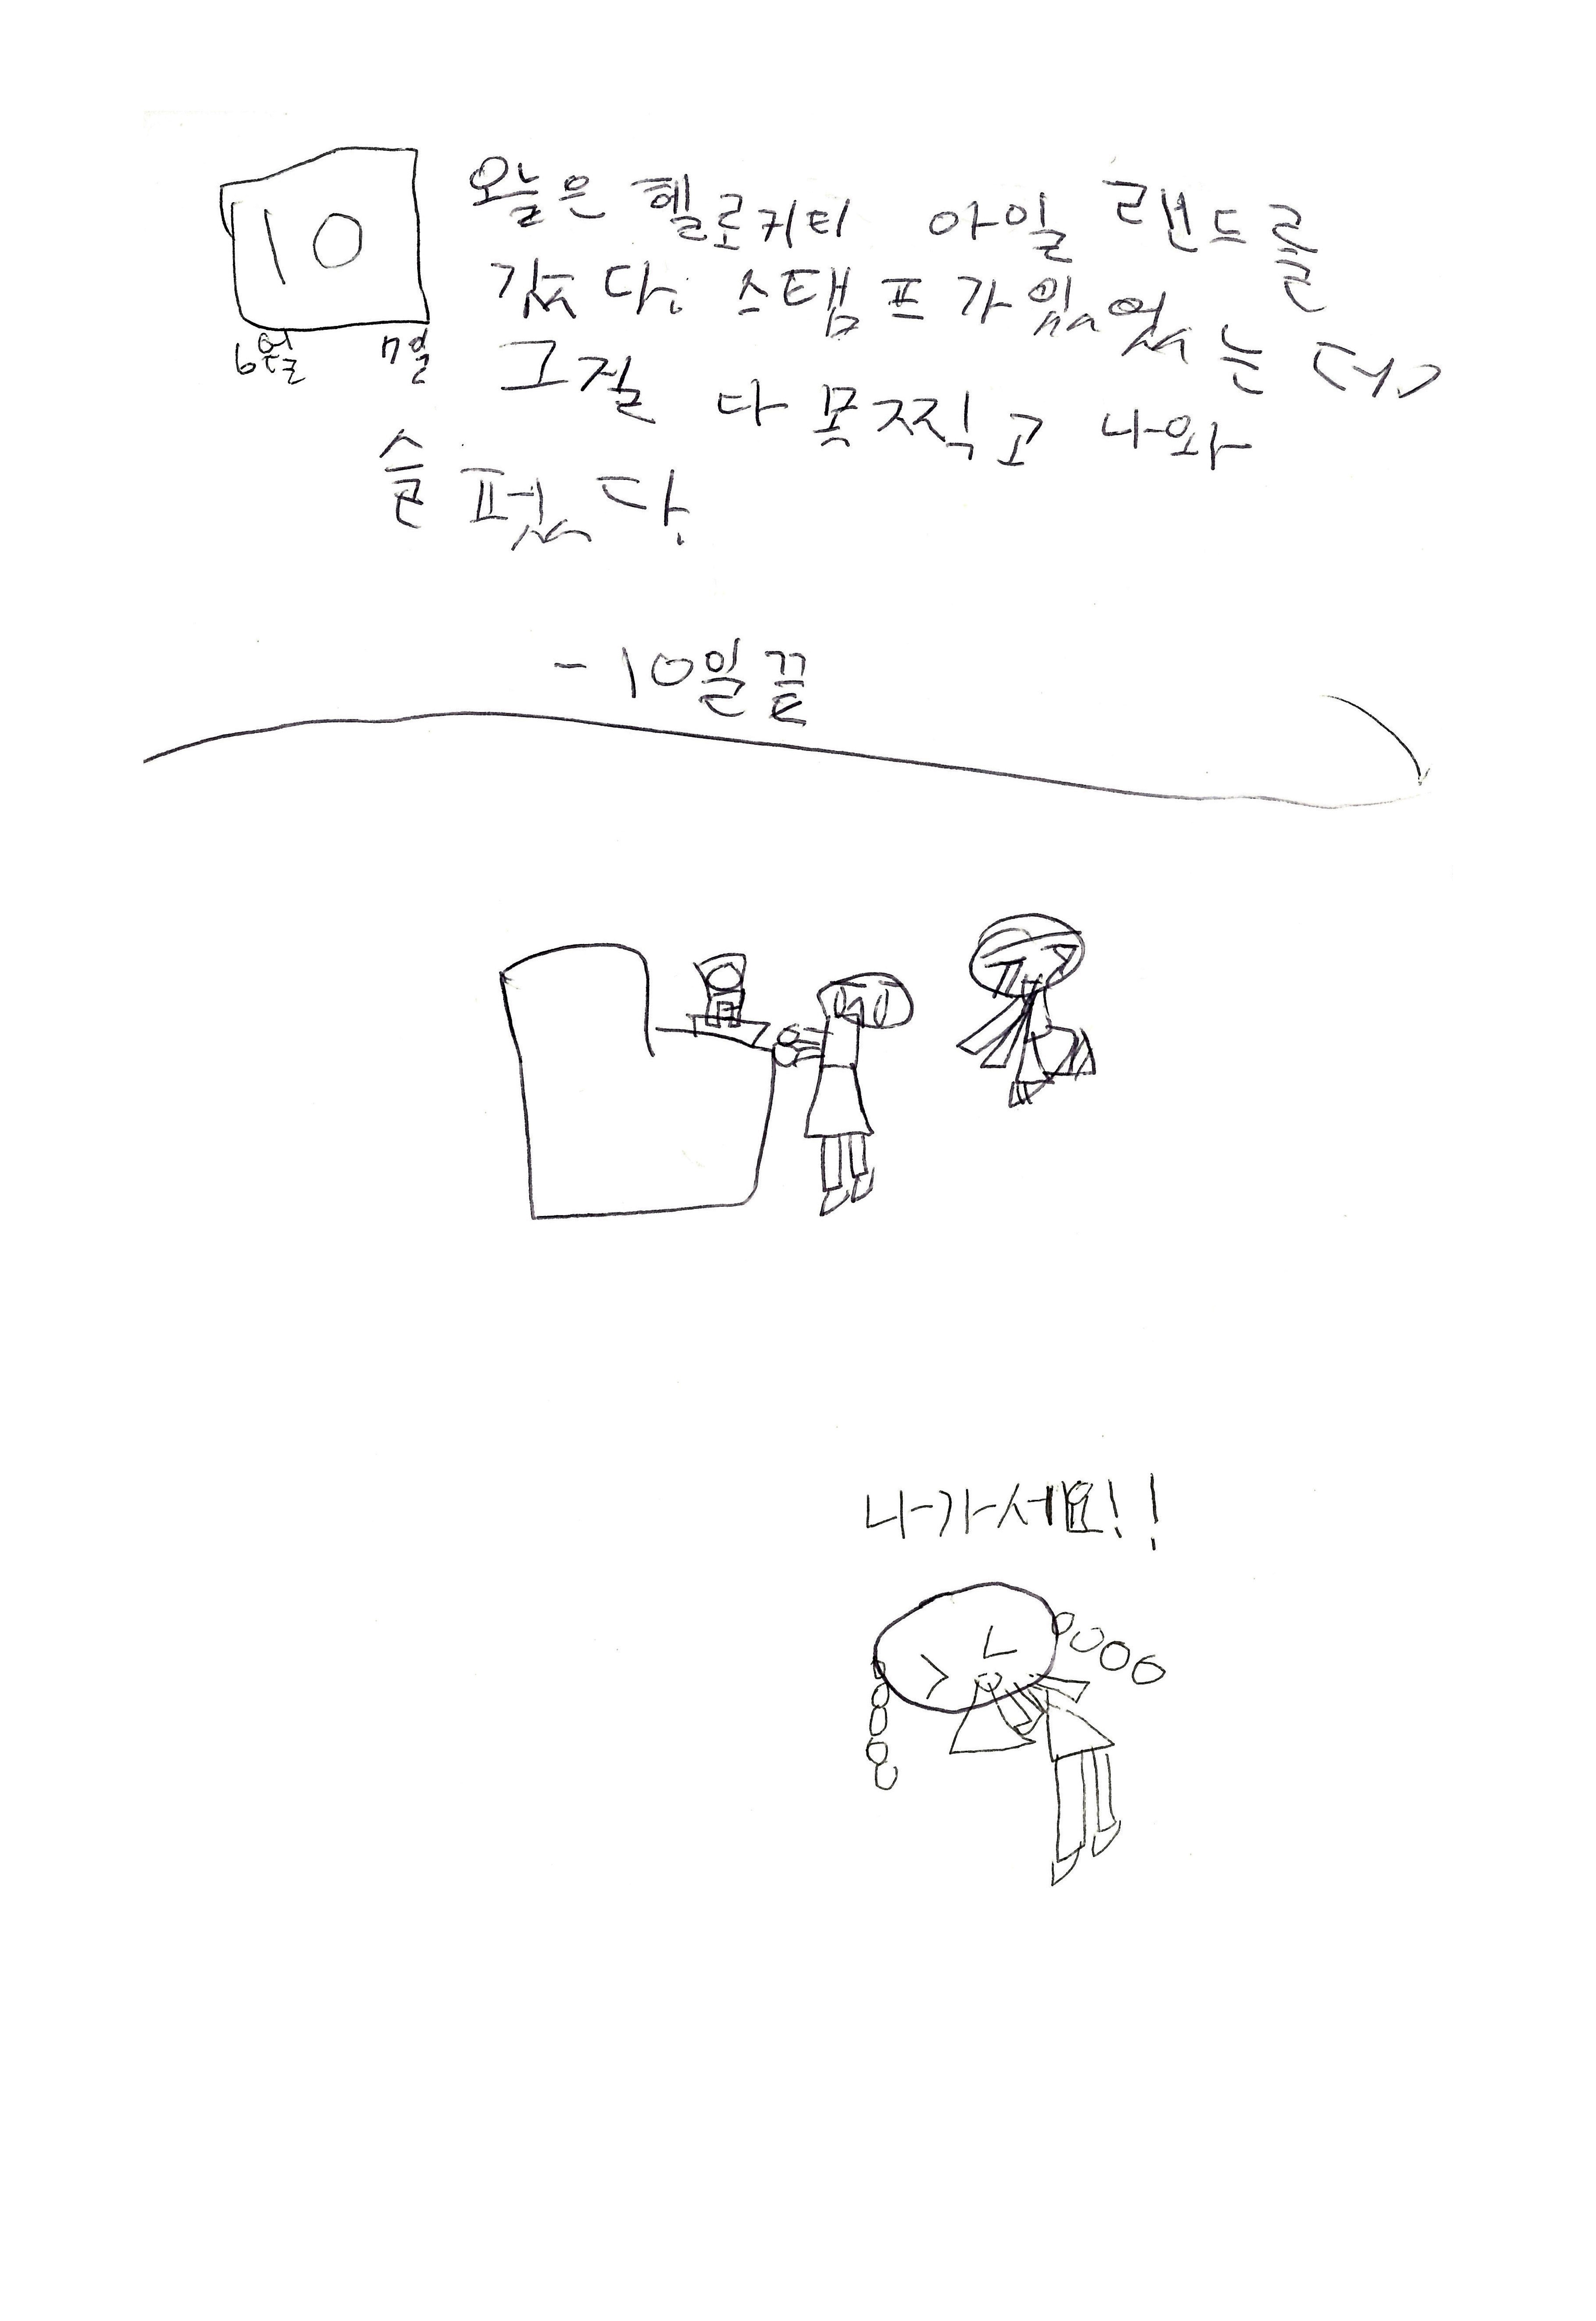 10
6월 7일
오늘은 헬로키티 아일 랜드를
갔다. 스탬프가있었는데
그걸 다 못찍고 나와
슬펐다.
-10일끝
나가세요!!